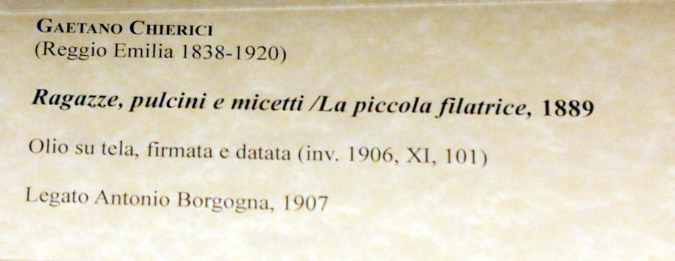 GAETANO CHIERICI
(Reggio Emilia 1838-1920)
Ragazze, pulcini e micetti /La piccola filatrice, 1889
Olio su tela, firmata e datata (inv. 1906, XI, 101)
Legato Antonio Borgogna, 1907